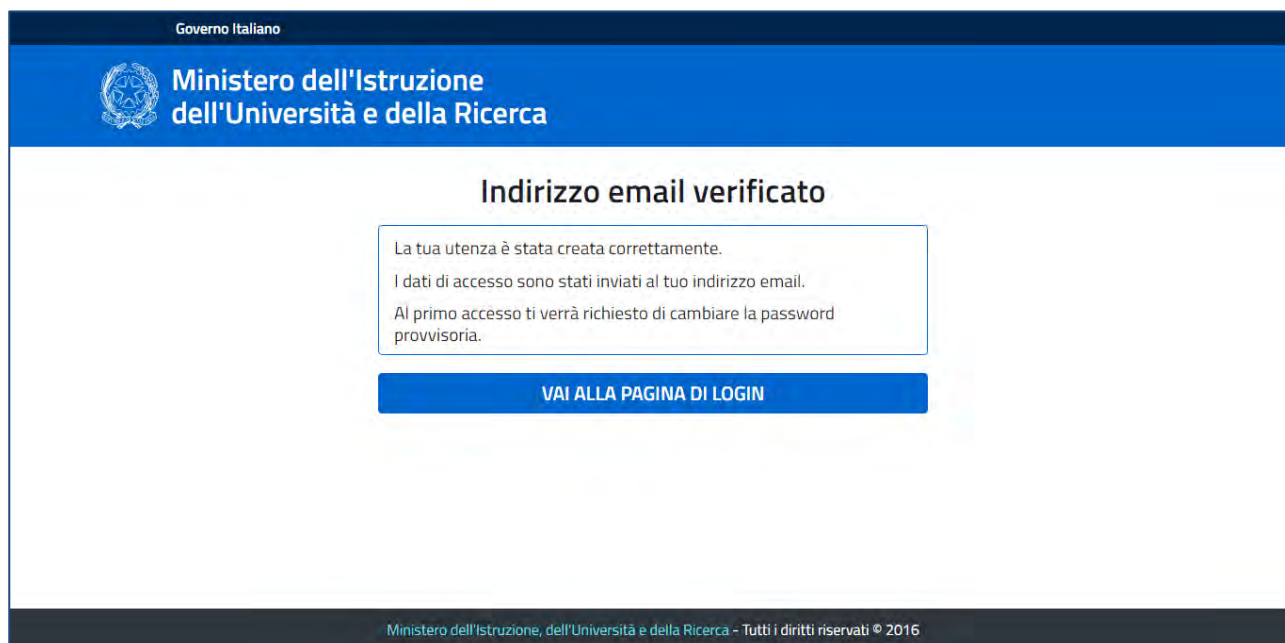 Governo Italiano
Ministero dell'Istruzione
dell'Università e della Ricerca
Indirizzo email verificato
La tua utenza è stata creata correttamente.
I dati di accesso sono stati inviati al tuo indirizzo email.
Al primo accesso ti verrà richiesto di cambiare la password
provvisoria.
VAI ALLA PAGINA DI LOGIN
Ministero dell'Istruzione, dell'Università e della Ricerca - Tutti i diritti riservati © 2016